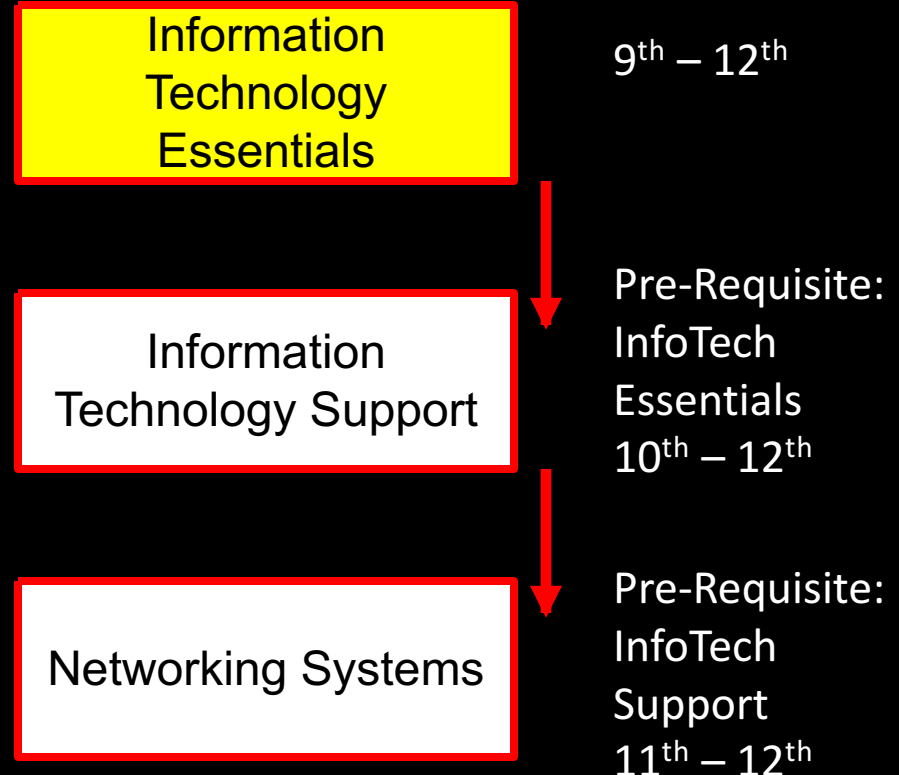 Information
Technology
Essentials
9th – 12th
Information
Technology Support
Pre-Requisite:
InfoTech
Essentials
10th – 12th
Networking Systems
Pre-Requisite:
InfoTech
Support
11th – 12th